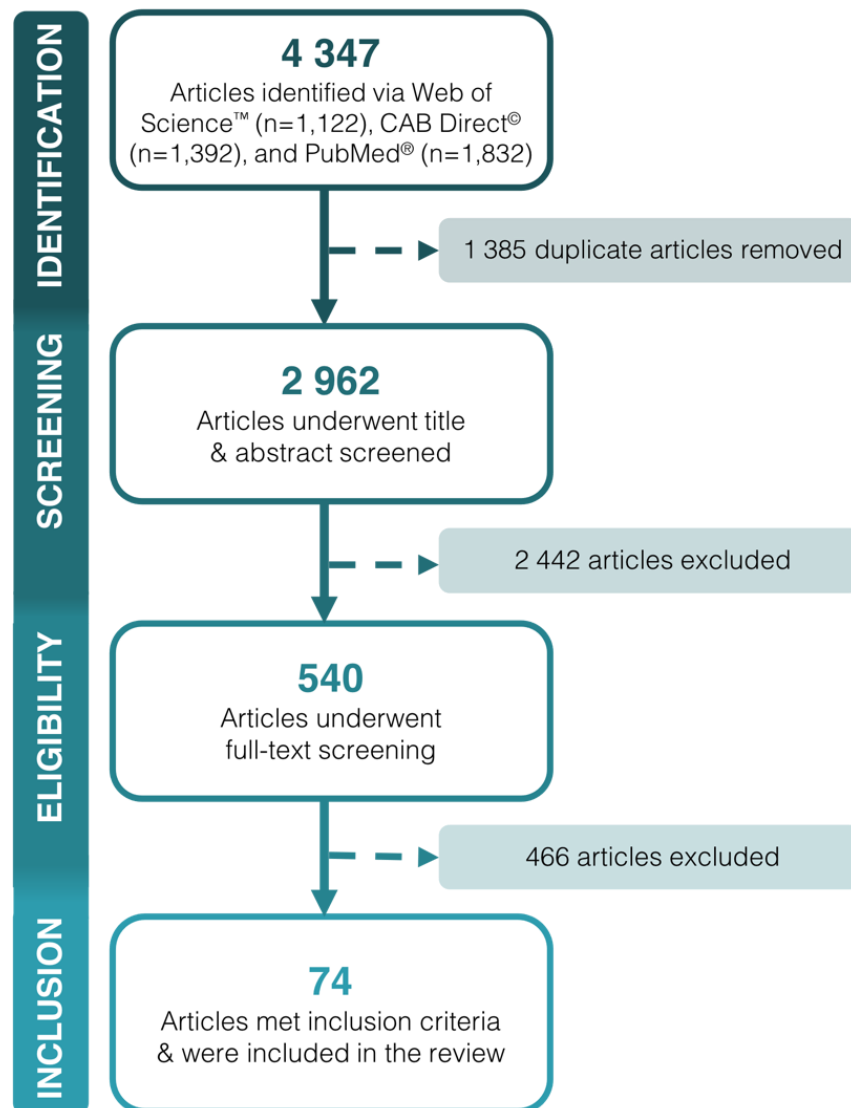 IDENTIFICATION
4 347
Articles identified via Web of
Science™ (n=1,122), CAB Direct©
(n=1,392), and PubMed® (n=1,832)
1 385 duplicate articles removed
SCREENING
2 962
Articles underwent title
& abstract screened
2 442 articles excluded
ELIGIBILITY
540
Articles underwent
full-text screening
466 articles excluded
INCLUSION
74
Articles met inclusion criteria
& were included in the review